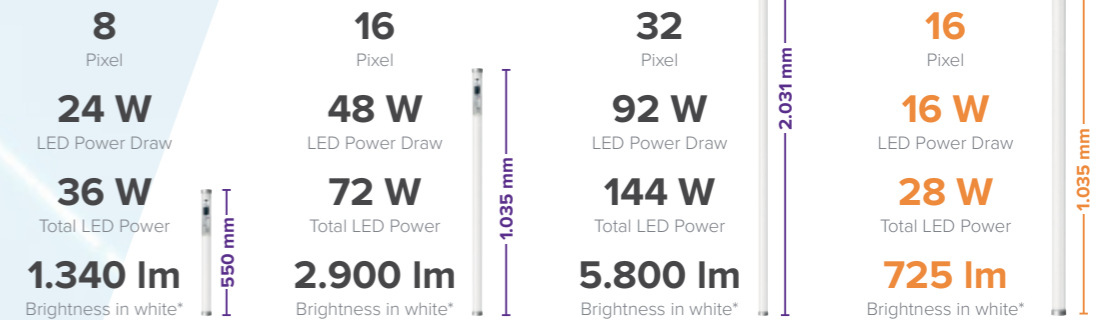 8
Pixel
24 W
LED Power Draw
36 W
Total LED Power
1.340 lm
Brightness in white*
550 mm
16
Pixel
48 W
LED Power Draw
72 W
Total LED Power
2.900 lm
Brightness in white*
1.035 mm
32
Pixel
92 W
LED Power Draw
144 W
Total LED Power
5.800 lm
Brightness in white*
2.031 mm
16
Pixel
16 W
LED Power Draw
28 W
Total LED Power
725 lm
Brightness in white*
1.035 mm